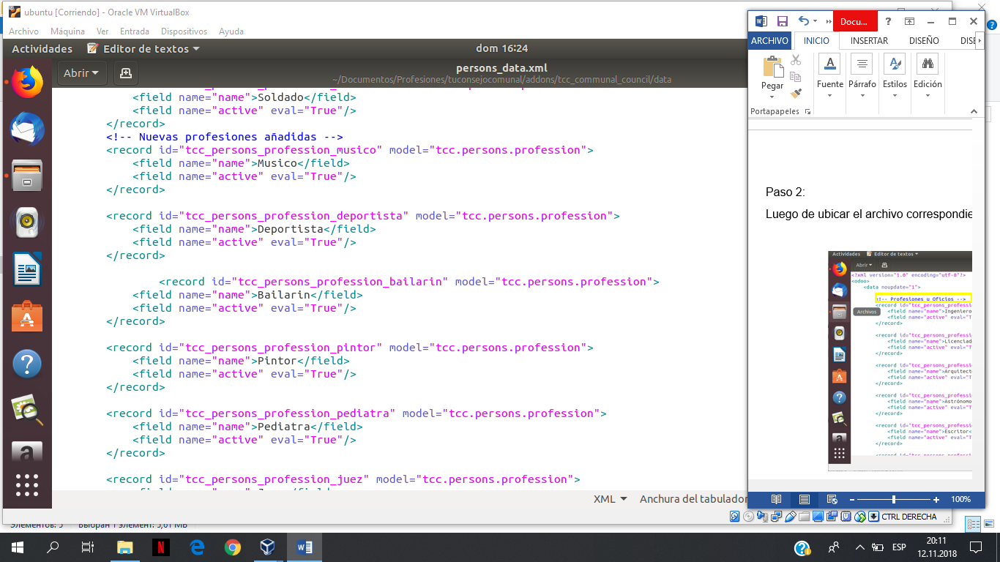 ubuntu [Corriendo] - Oracle VM VirtualBox
Archivo Máquina Ver Entrada Dispositivos Ayuda
Actividades Editor de textos dom 16:24
Abrir persons_data.xml
~/Documentos/Profesiones/tuconsejocomunal/addons/tcc_communal_council/data
<field name="name">Soldado</field>
<field name="active" eval="True"/>
</record>
<!-- Nuevas profesiones añadidas -->
<record id="tcc_persons_profession_musico" model="tcc.persons.profession">
<field name="name">Musico</field>
<field name="active" eval="True"/>
</record>
<record id="tcc_persons_profession_deportista" model="tcc.persons.profession">
<field name="name">Deportista</field>
<field name="active" eval="True"/>
</record>
<record id="tcc_persons_profession_bailarin" model="tcc.persons.profession">
<field name="name">Bailarin</field>
<field name="active" eval="True"/>
</record>
<record id="tcc_persons_profession_pintor" model="tcc.persons.profession">
<field name="name">Pintor</field>
<field name="active" eval="True"/>
</record>
<record id="tcc_persons_profession_pediatra" model="tcc.persons.profession">
<field name="name">Pediatra</field>
<field name="active" eval="True"/>
</record>
<record id="tcc_persons_profession_juez" model="tcc.persons.profession">
XML Anchura del tabulador
Docu...
ARCHIVO INICIO INSERTAR DISEÑO DISE
Pegar Fuente Párrafo Estilos Edición
Portapapeles
Paso 2:
Luego de ubicar el archivo correspondie
Actividades Editor de textos
Abrir
<?xml version="1.0" encoding="utf-8"?>
<odoo>
<data noupdate="1">
<!-- Profesiones u Oficios -->
<record id="tcc_persons_professi
Archivos
<field name="name">Ingeniero
<field name="active" eval="T
</record>
<record id="tcc_persons_professi
<field name="name">Licenciad
<field name="active" eval="T
</record>
<record id="tcc_persons_professi
<field name="name">Arquitect
<field name="active" eval="T
</record>
<record id="tcc_persons_professi
<field name="name">Astrónomo
<field name="active" eval="T
</record>
<record id="tcc_persons_professi
<field name="name">Escritor<
<field name="active" eval="T
</record>
100%
CTRL DERECHA
Элементов: 5 Выбран 1 элемент: 5,61 МБ
ESP
20:11
12.11.2018